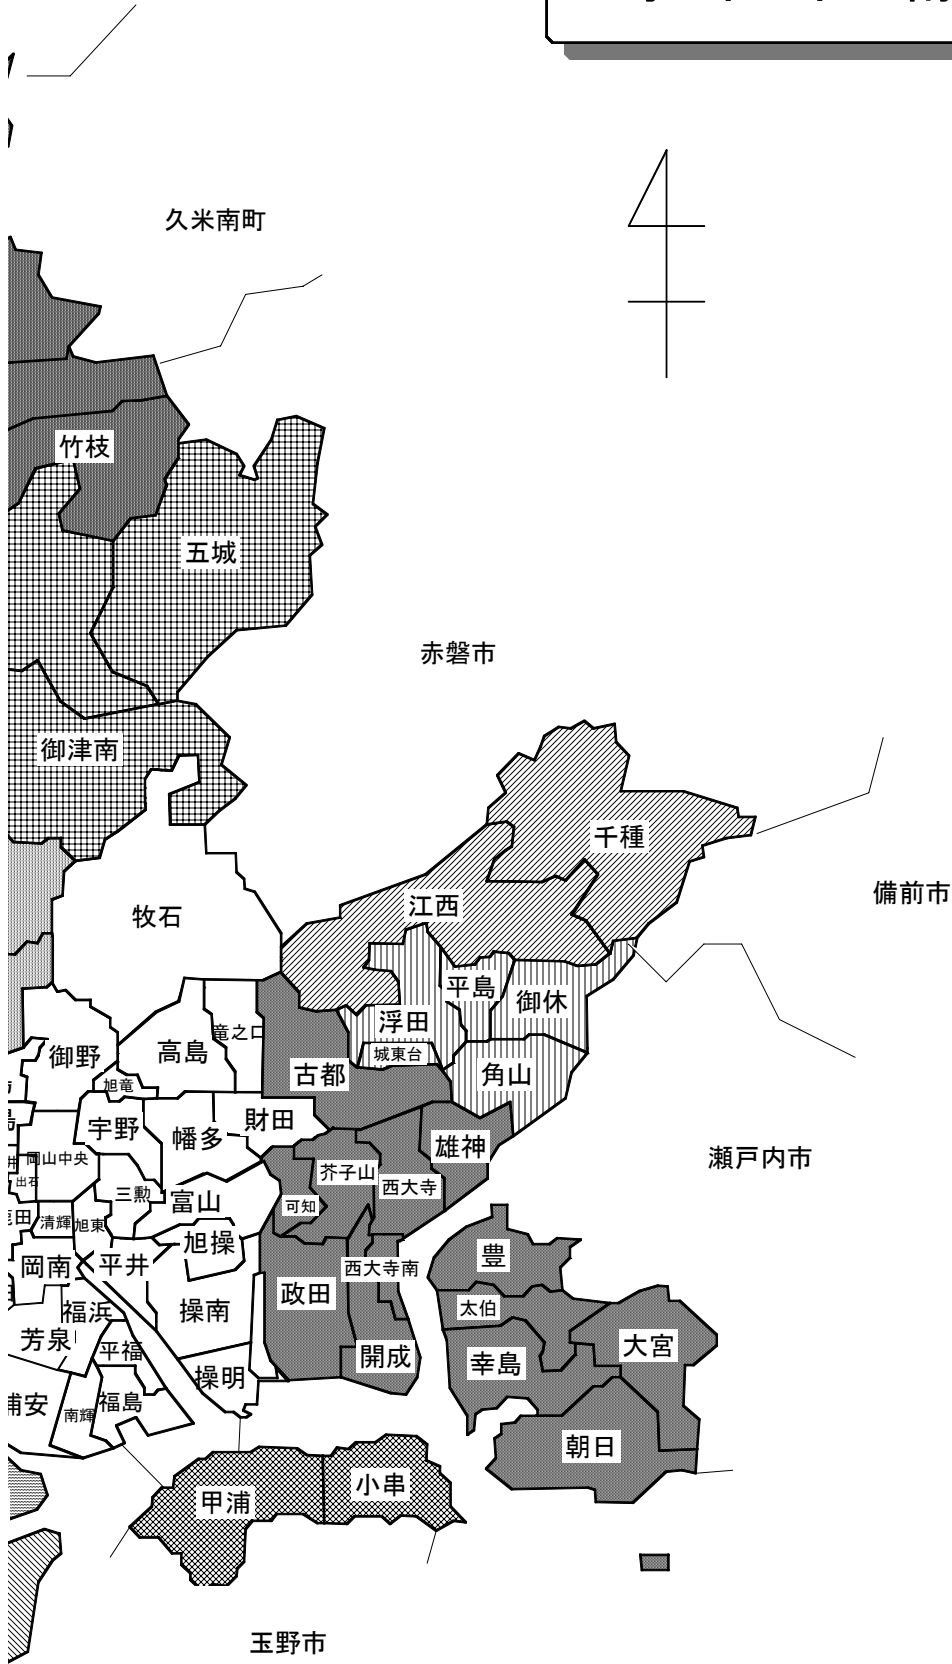 久米南町
竹枝
五城
赤磐市
御津南
千種
備前市
江西
牧石
平島
御休
浮田
竜之口
高島
御野
城東台
古都
角山
旭竜
財田
宇野
幡多
雄神
瀬戸内市
岡山中央
芥子山
出石
西大寺
三勲
富山
可知
清輝
旭東
旭操
豊
岡南
平井
西大寺南
政田
太伯
操南
福浜
芳泉
大宮
平福
開成
幸島
操明
福島
南輝
朝日
小串
甲浦
玉野市